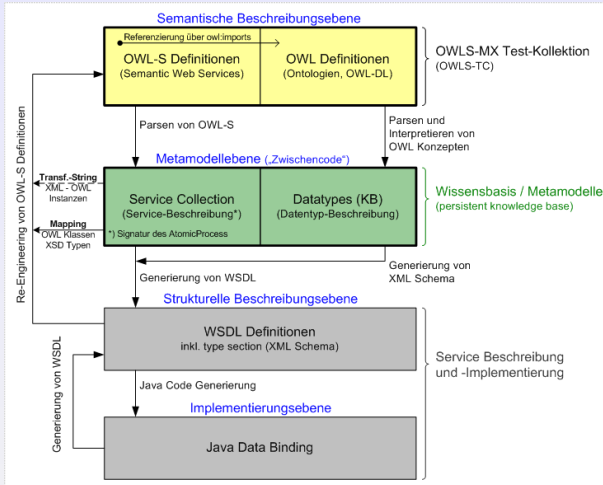 Semantische Beschreibungsebene
Referenzierung über owl:imports
OWL-S Definitionen
(Semantic Web Services)
OWL Definitionen
(Ontologien, OWL-DL)
OWLS-MX Test-Kollektion
(OWLS-TC)
Parsen von OWL-S
Parsen und
Interpretieren von
OWL Konzepten
Metamodellebene („Zwischencode“)
Transf.-String
XML - OWL
Instanzen
Mapping
OWL Klassen
XSD Typen
Service Collection
(Service-Beschreibung*)
*) Signatur des AtomicProcess
Datatypes (KB)
(Datentyp-Beschreibung)
Wissensbasis / Metamodelle
(persistent knowledge base)
Re-Engineering von OWL-S Definitionen
Generierung von WSDL
Generierung von
XML Schema
Strukturelle Beschreibungsebene
WSDL Definitionen
inkl. type section (XML Schema)
Service Beschreibung
und -Implementierung
Generierung von WSDL
Java Code Generierung
Implementierungsebene
Java Data Binding